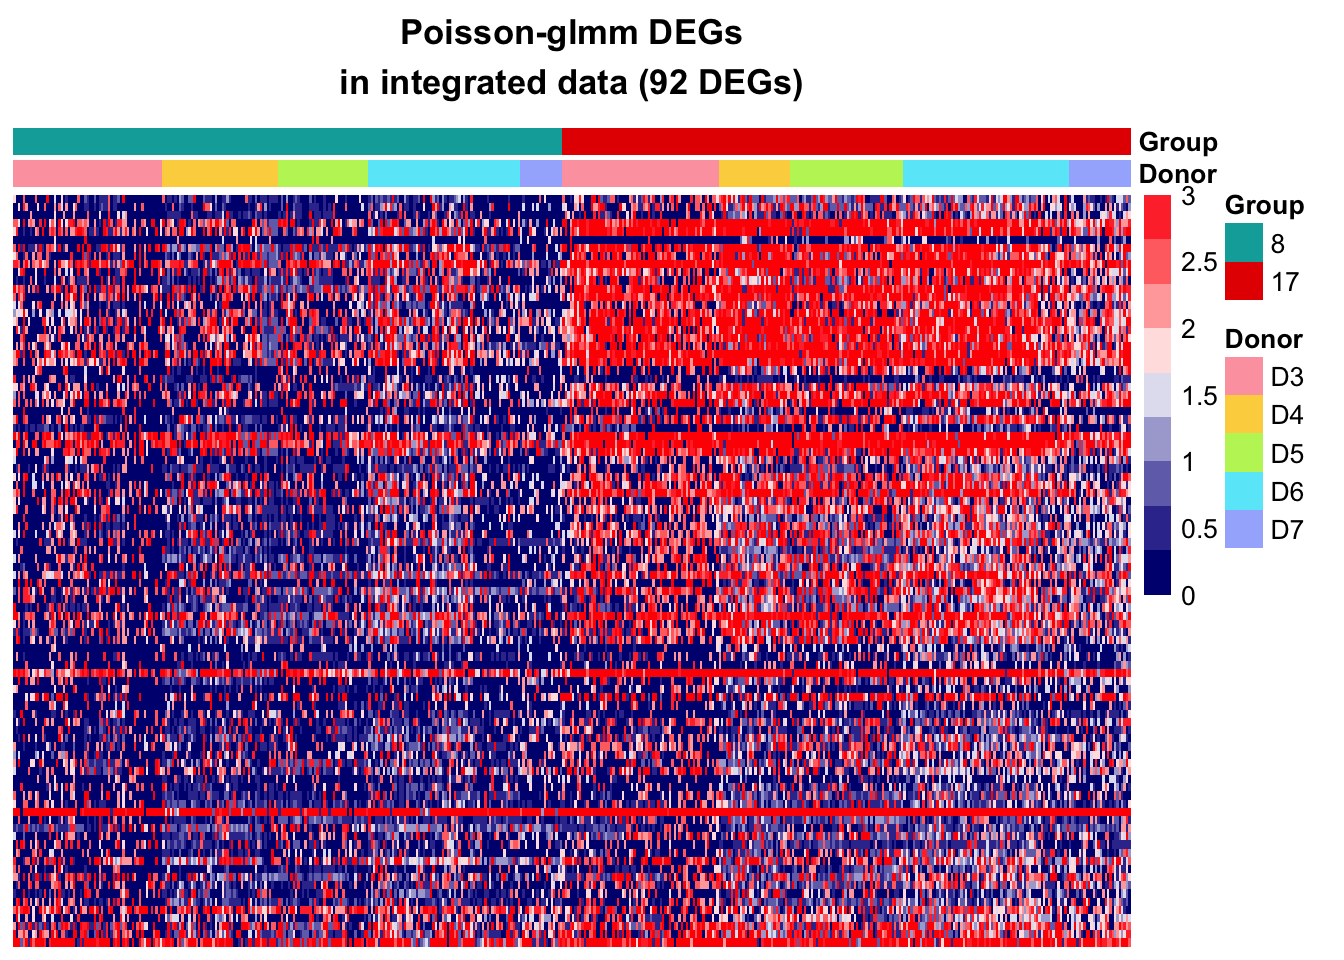 Poisson-glmm DEGs
in integrated data (92 DEGs)
Group
Donor
3
2.5
2
1.5
1
0.5
0
Group
8
17
Donor
D3
D4
D5
D6
D7